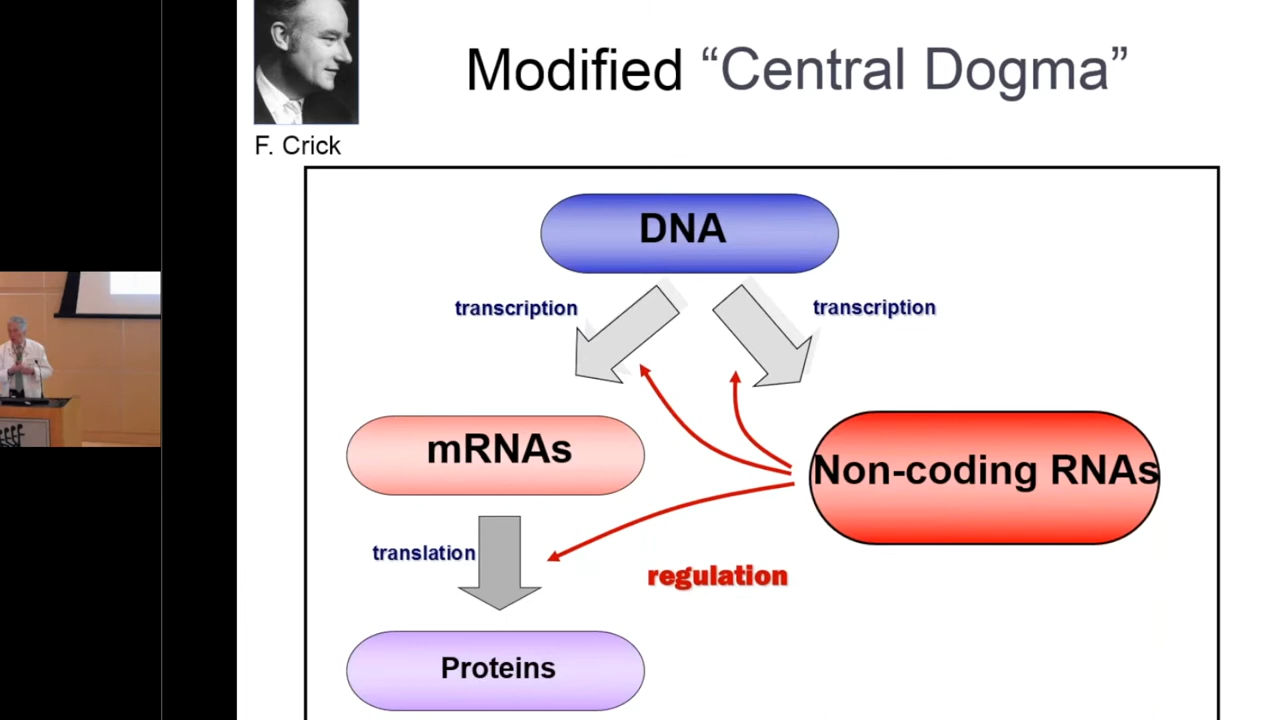 Modified “Central Dogma”
F. Crick
DNA
transcription
transcription
mRNAs
Non-coding RNAs
translation
regulation
Proteins